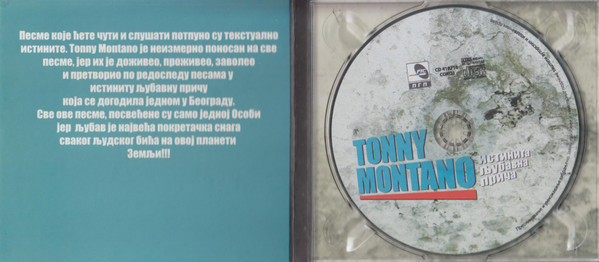 Песме које ћете чути и слушати потпуно су текстуално
истините. Tonny Montano је неизмерно поносан на све
песме, јер их је доживео, проживео, заволео
и претворио по редоследу песама у
истиниту љубавну причу
која се догодила једном у Београду.
Све ове песме, посвећене су само једној Особи
јер љубав је највећа покретачка снага
сваког људског бића на овој планети
Земљи!!!
ПГП
TONNY
MONTANO
Истинита
љубавна
прича